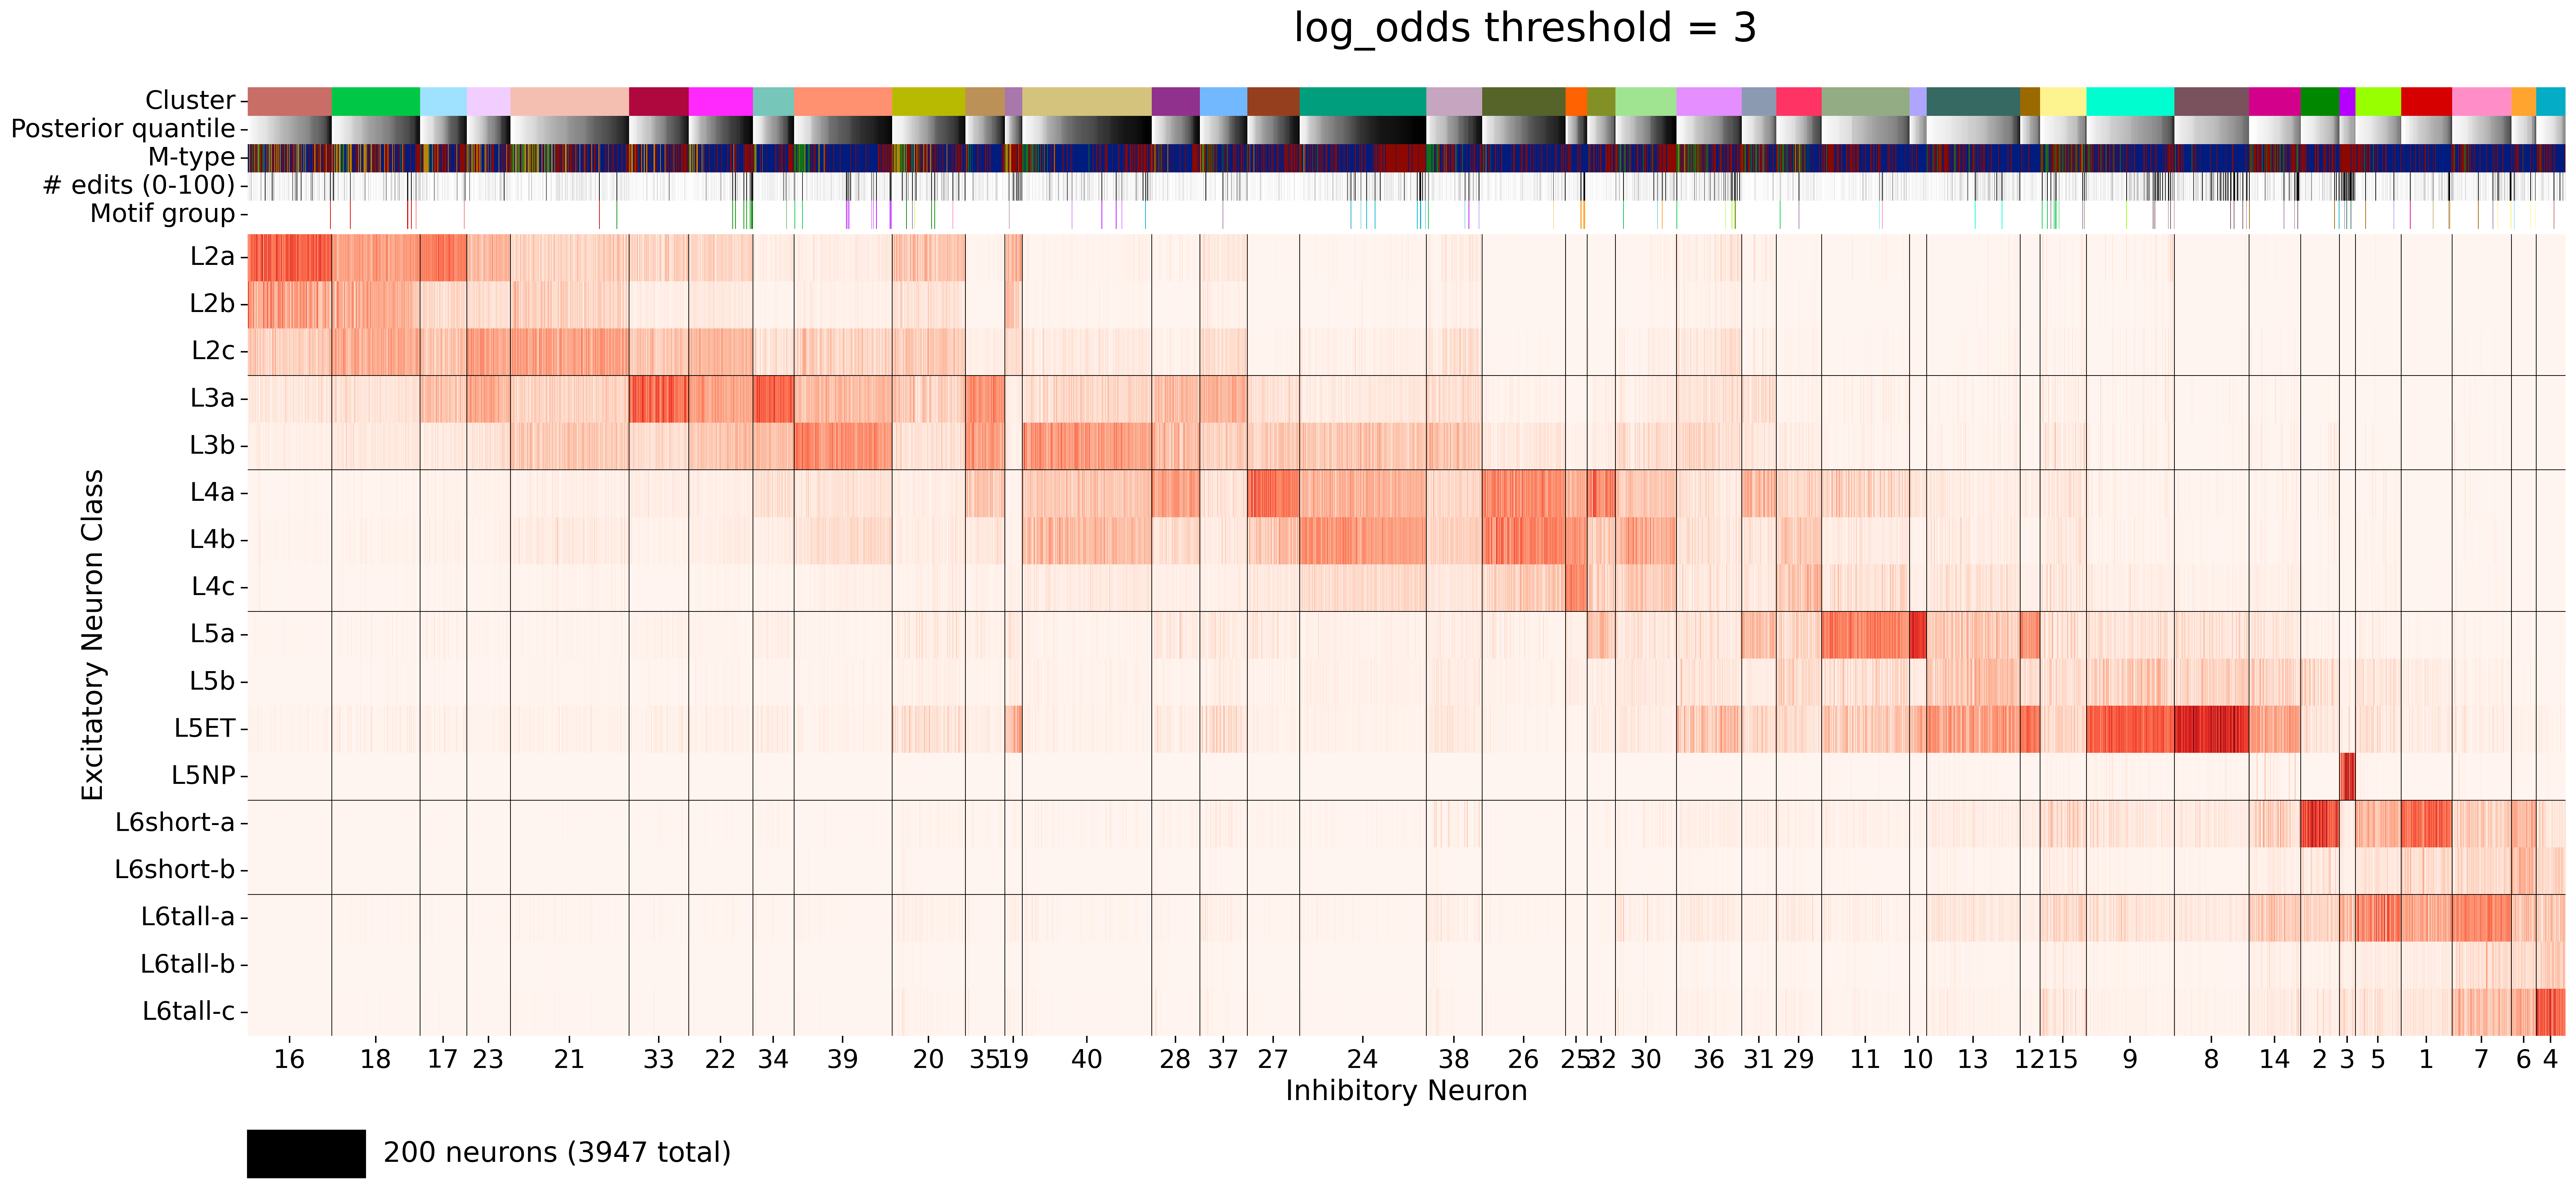 log_odds threshold = 3
Cluster
Posterior quantile
M-type
# edits (0-100)
Motif group
Excitatory Neuron Class
L2a
L2b
L2c
L3a
L3b
L4a
L4b
L4c
L5a
L5b
L5ET
L5NP
L6short-a
L6short-b
L6tall-a
L6tall-b
L6tall-c
16 18 17 23 21 33 22 34 39 20 35 19 40 28 37 27 24 38 26 25 32 30 36 31 29 11 10 13 12 15 9 8 14 2 3 5 1 7 6 4
Inhibitory Neuron
200 neurons (3947 total)